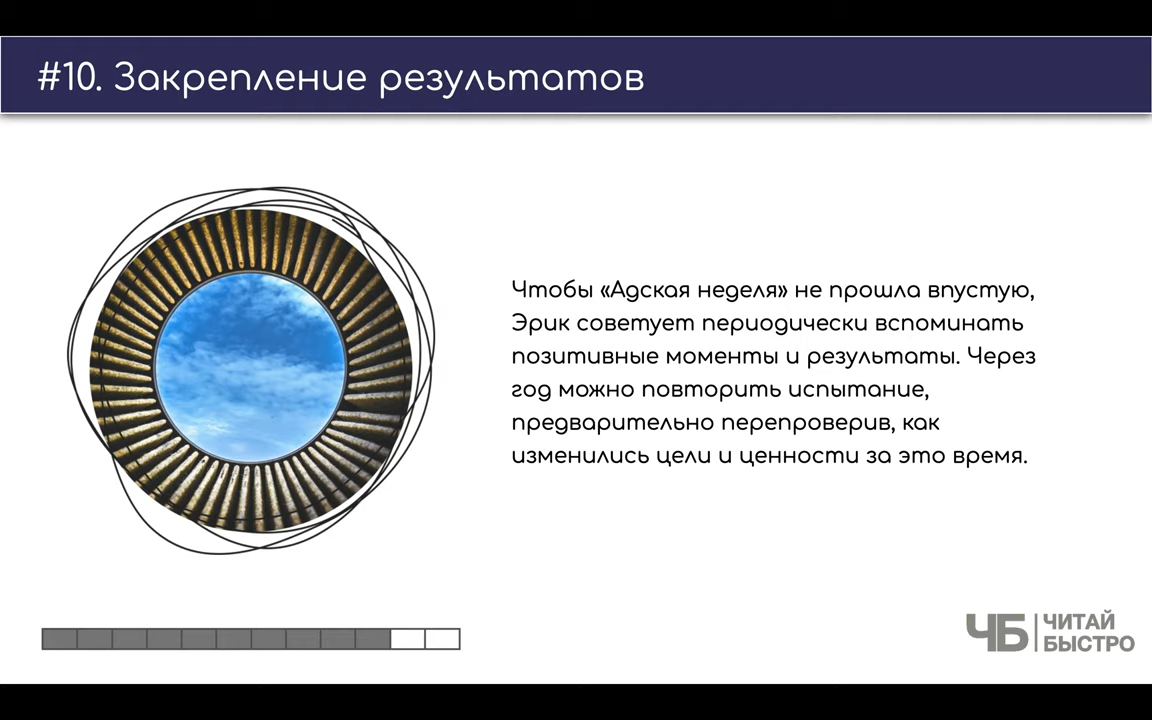 #10. Закрепление результатов
Чтобы «Адская неделя» не прошла впустую,
Эрик советует периодически вспоминать
позитивные моменты и результаты. Через
год можно повторить испытание,
предварительно перепроверив, как
изменились цели и ценности за это время.
ЧБ
ЧИТАЙ
БЫСТРО